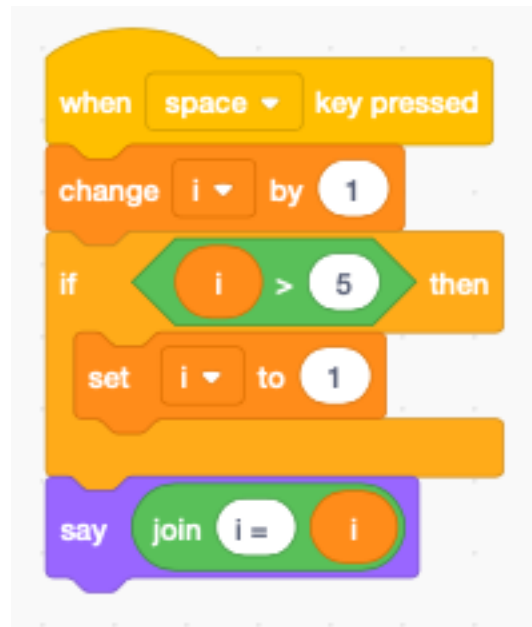 when space key pressed
change i by 1
if i > 5 then
set i to 1
say join i = i